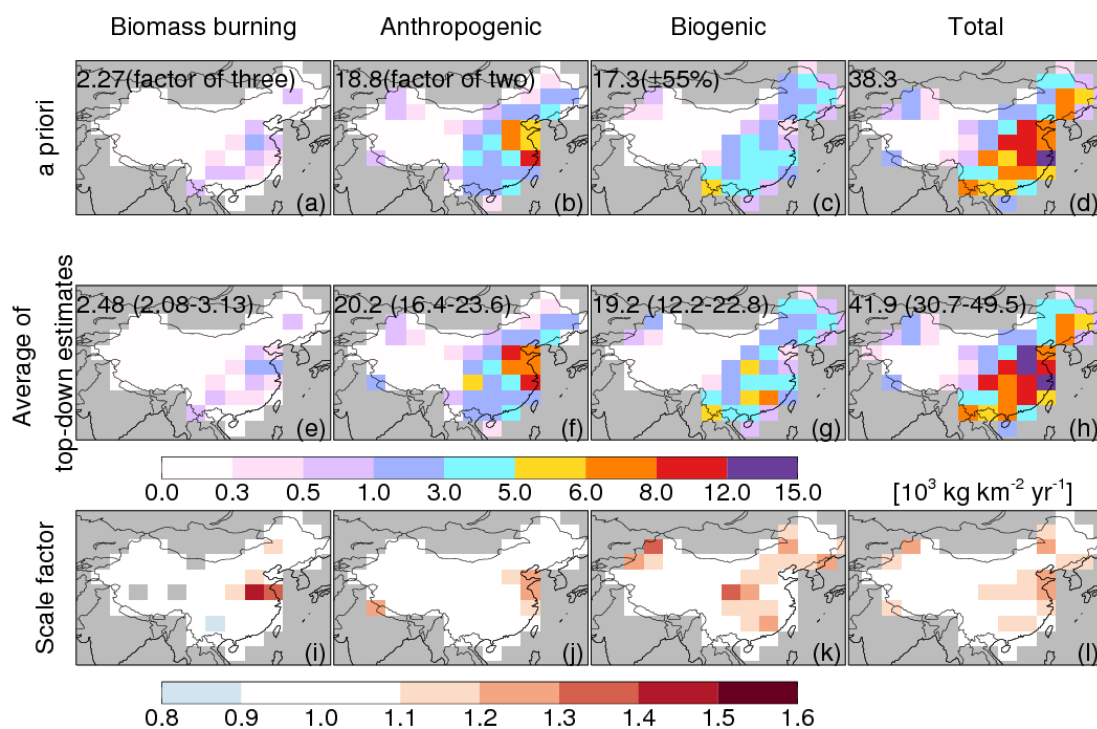 Biomass burning Anthropogenic Biogenic Total
a priori
2.27(factor of three) 18.8(factor of two) 17.3(±55%) 38.3
(a) (b) (c) (d)
Average of
top-down estimates
2.48 (2.08-3.13) 20.2 (16.4-23.6) 19.2 (12.2-22.8) 41.9 (30.7-49.5)
(e) (f) (g) (h)
0.0 0.3 0.5 1.0 3.0 5.0 6.0 8.0 12.0 15.0 [10³ kg km⁻² yr⁻¹]
Scale factor
(i) (j) (k) (l)
0.8 0.9 1.0 1.1 1.2 1.3 1.4 1.5 1.6